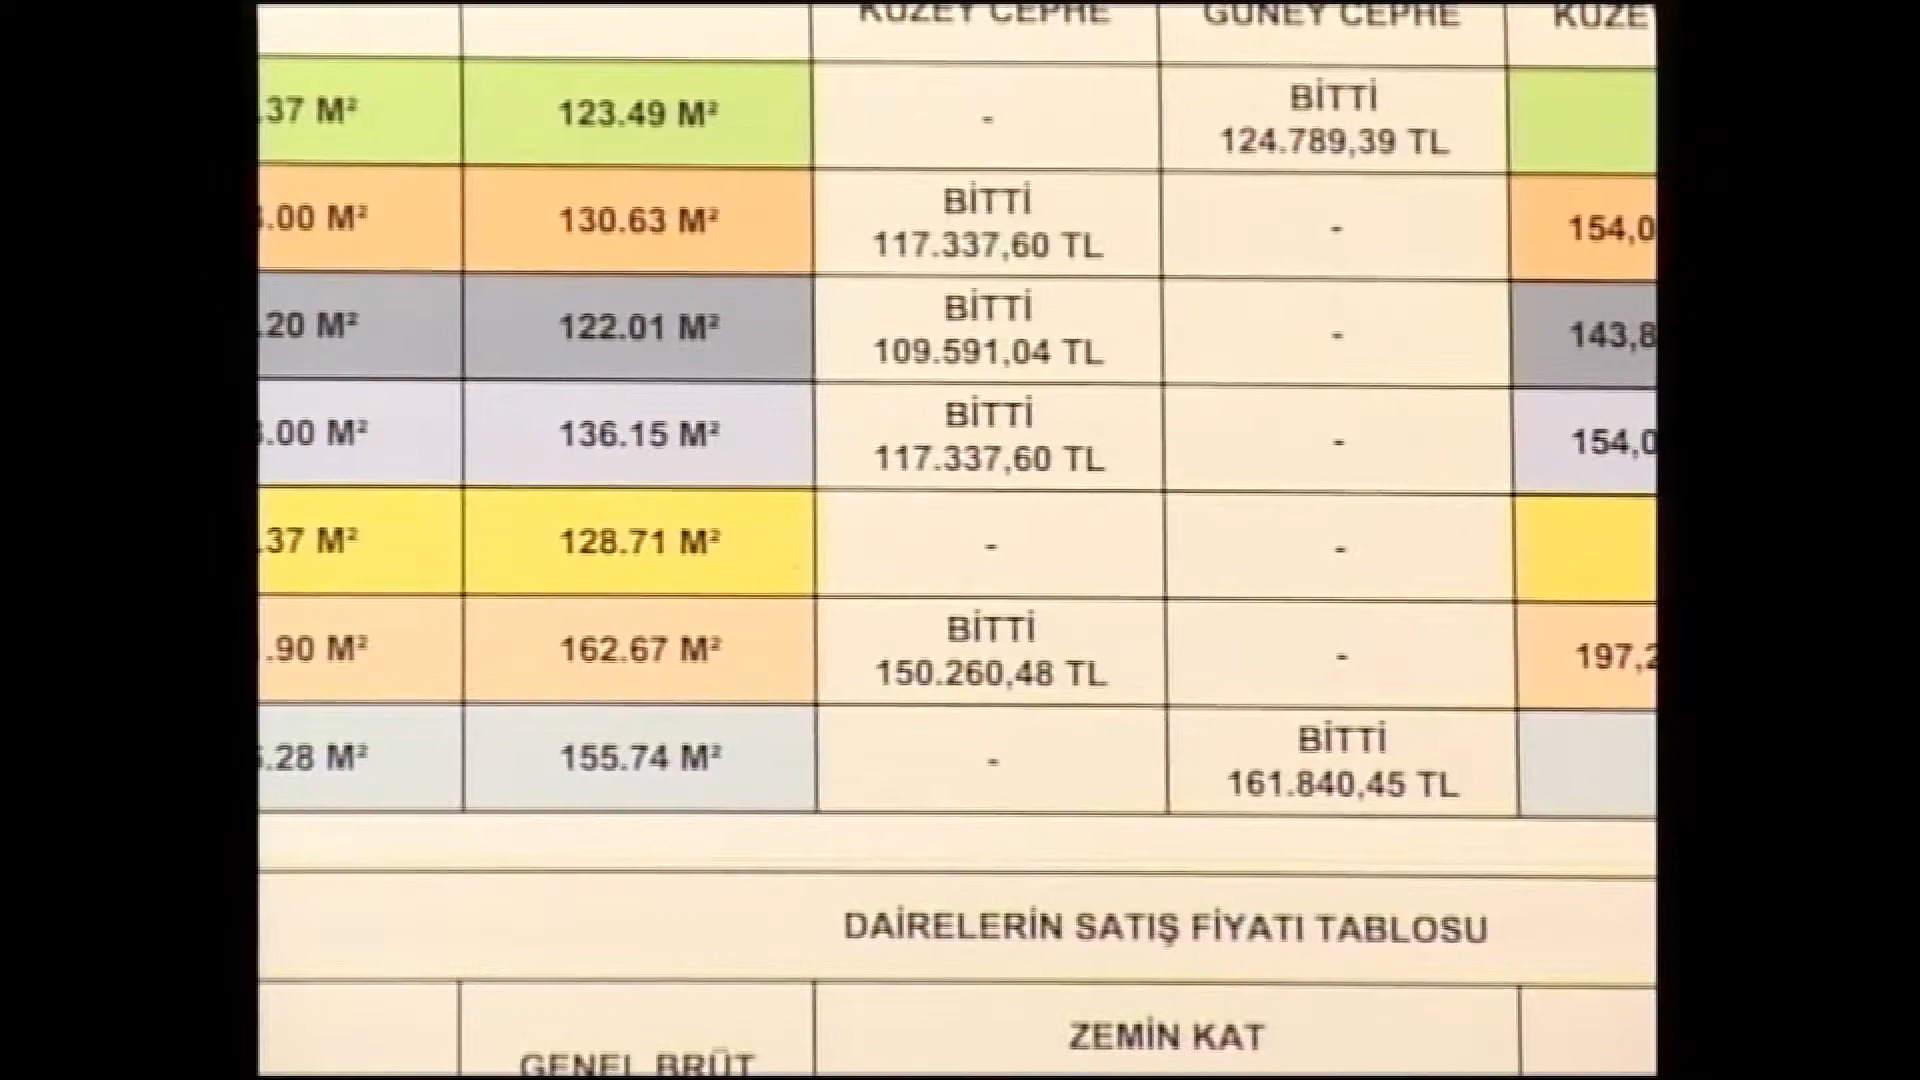 KUZEY CEPHE GÜNEY CEPHE
.37 M² 123.49 M² - BİTTİ
124.789,39 TL
.00 M² 130.63 M² BİTTİ -
117.337,60 TL
.20 M² 122.01 M² BİTTİ -
109.591,04 TL
.00 M² 136.15 M² BİTTİ -
117.337,60 TL
.37 M² 128.71 M² - -
.90 M² 162.67 M² BİTTİ -
150.260,48 TL
.28 M² 155.74 M² - BİTTİ
161.840,45 TL
DAİRELERİN SATIŞ FİYATI TABLOSU
ZEMİN KAT
GENEL BRÜT